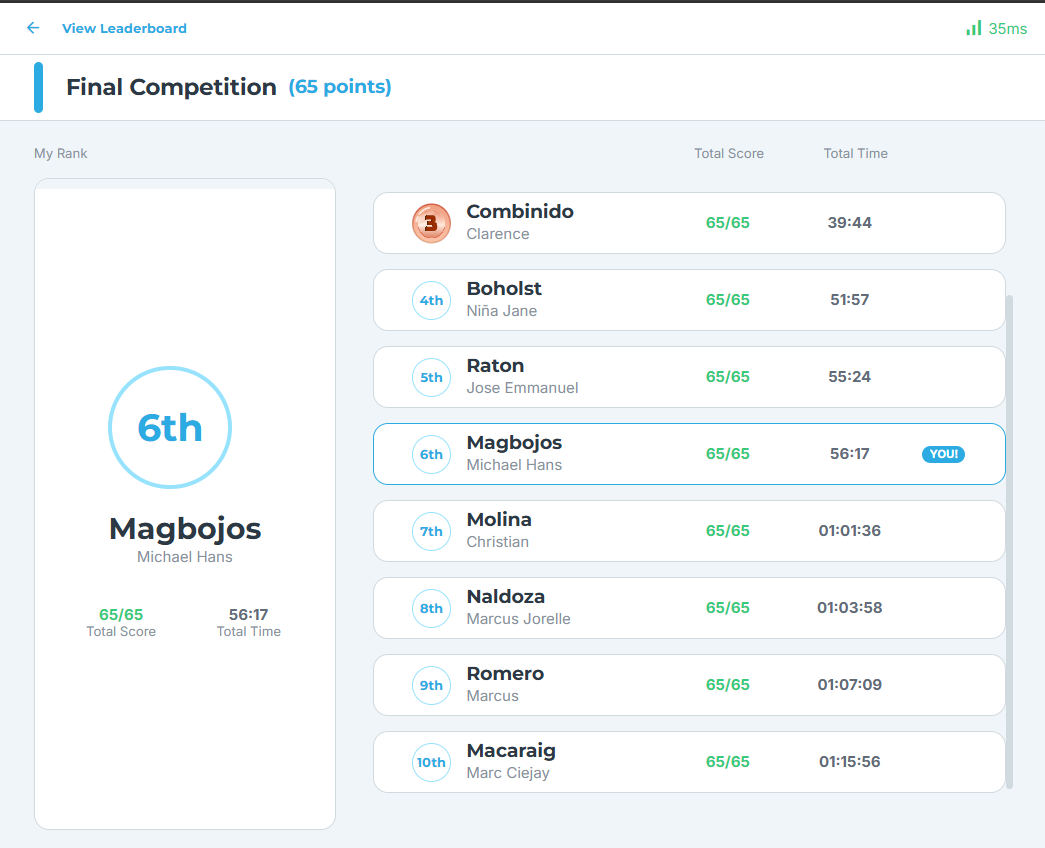 View Leaderboard
35ms
Final Competition (65 points)
My Rank
Total Score Total Time
6th
Magbojos
Michael Hans
65/65 56:17
Total Score Total Time
3 Combinido 65/65 39:44
Clarence
4th Boholst 65/65 51:57
Niña Jane
5th Raton 65/65 55:24
Jose Emmanuel
6th Magbojos 65/65 56:17 YOU!
Michael Hans
7th Molina 65/65 01:01:36
Christian
8th Naldoza 65/65 01:03:58
Marcus Jorelle
9th Romero 65/65 01:07:09
Marcus
10th Macaraig 65/65 01:15:56
Marc Ciejay